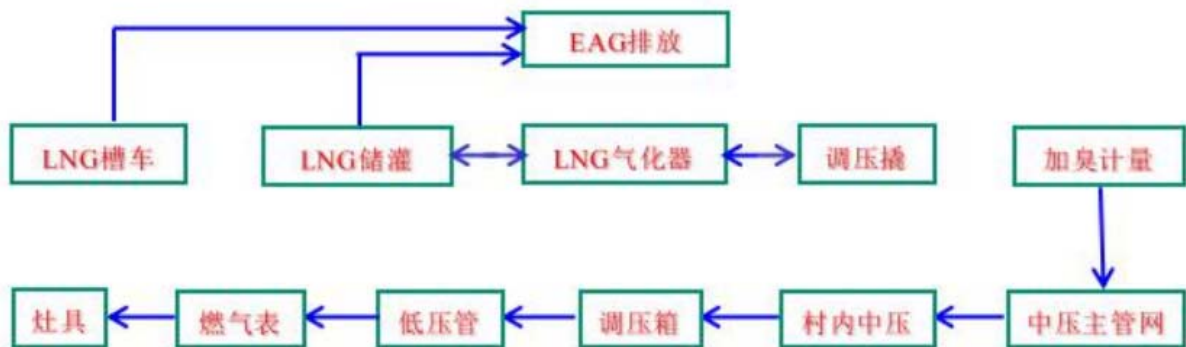 EAG排放
LNG槽车
LNG储灌
LNG气化器
调压撬
加臭计量
灶具
燃气表
低压管
调压箱
村内中压
中压主管网